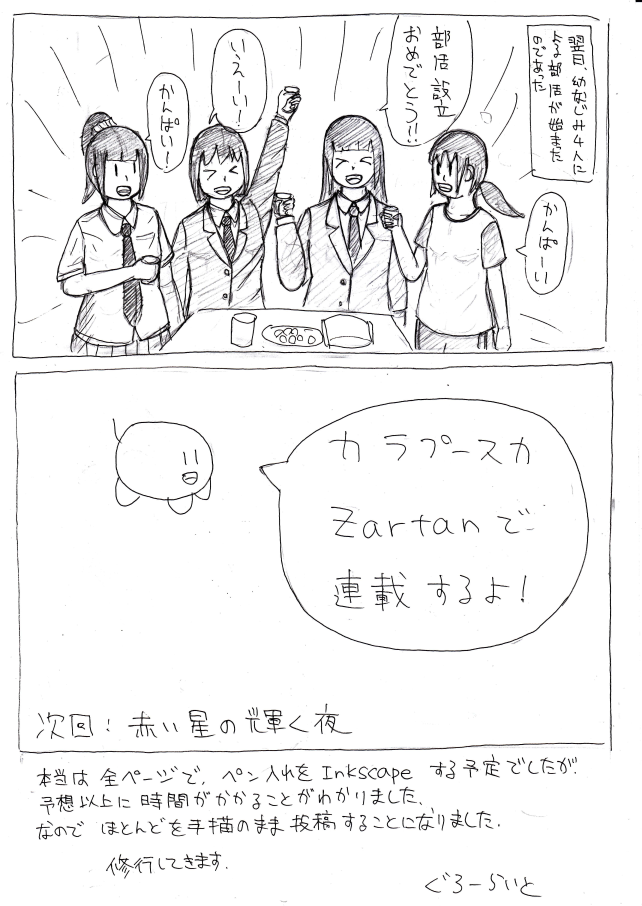 翌日、幼なじみ4人に
よる部活が始まった
のであった
部活設立
おめでとう!!
いえーい!
かんぱい!
かんぱーい
カラプースカ
Zartanで
連載するよ!
次回:赤い星の輝く夜
本当は全ページで、ペン入れをInkscapeする予定でしたが、
予想以上に時間がかかることがわかりました、
なのでほとんどを手描のまま投稿することになりました.
修行してきます.
ぐろーらいと